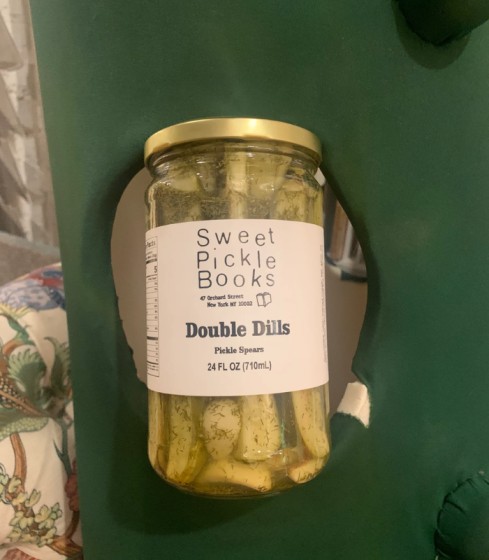 Sweet
Pickle
Books
47 Orchard Street
New York NY 10002
Double Dills
Pickle Spears
24 FL OZ (710mL)